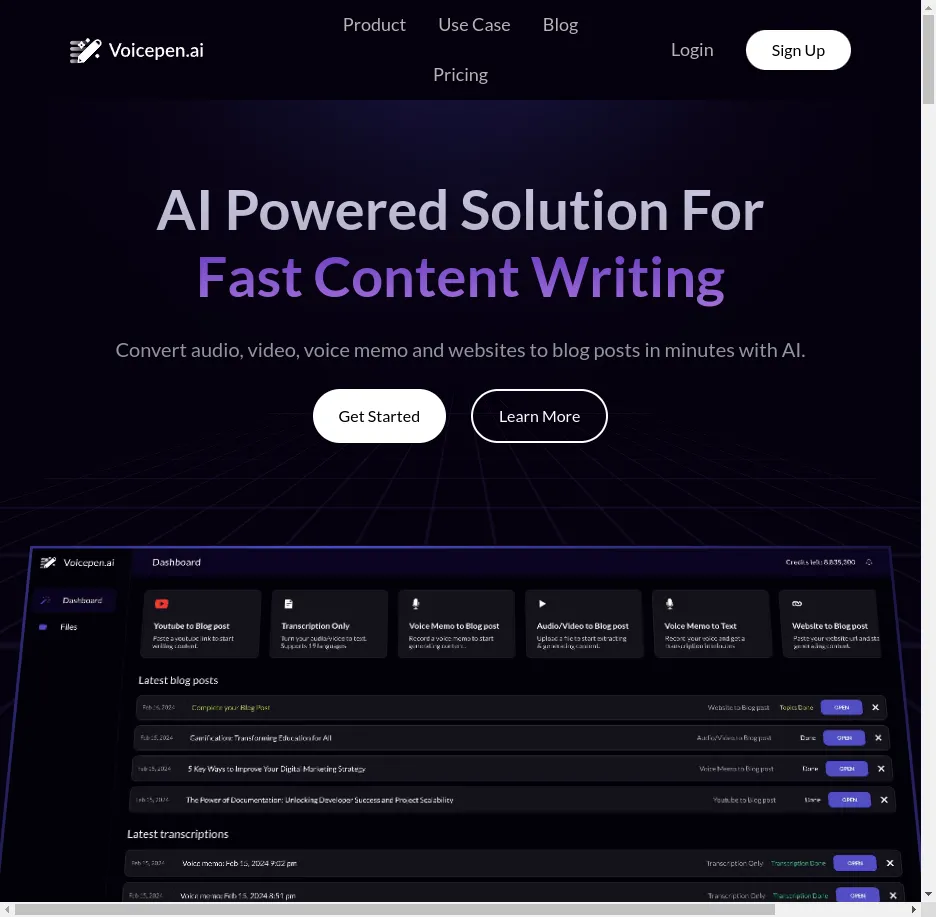 Product Use Case Blog
Voicepen.ai
Login Sign Up
Pricing
AI Powered Solution For
Fast Content Writing
Convert audio, video, voice memo and websites to blog posts in minutes with AI.
Get Started Learn More
Voicepen.ai Dashboard Credits left: 8,835,200
Dashboard
Files
Youtube to Blog post
Paste a youtube link to start
writing content.
Transcription Only
Turn your audio/video to text.
Supports 19 languages
Voice Memo to Blog post
Record a voice memo to start
generating content.
Audio/Video to Blog post
Upload a file to start extracting
& generating content.
Voice Memo to Text
Record your voice and get a
transcription in
Website to Blog post
Paste your website url and sta
generating content.
Latest blog posts
Feb 15, 2024 Complete your Blog Post Website to Blog post Topics Done OPEN
Feb 15, 2024 Gamification: Transforming Education for All Audio/Video to Blog post Done OPEN
Feb 15, 2024 5 Key Ways to Improve Your Digital Marketing Strategy Voice Memo to Blog post Done OPEN
Feb 15, 2024 The Power of Documentation: Unlocking Developer Success and Project Scalability Youtube to Blog post Done OPEN
Latest transcriptions
Feb 15, 2024 Voice memo: Feb 15, 2024 9:02 pm Transcription Only Transcription Done OPEN
Feb 15, 2024 Voice memo: Feb 15, 2024 8:51 pm Transcription Only Transcription Done OPEN